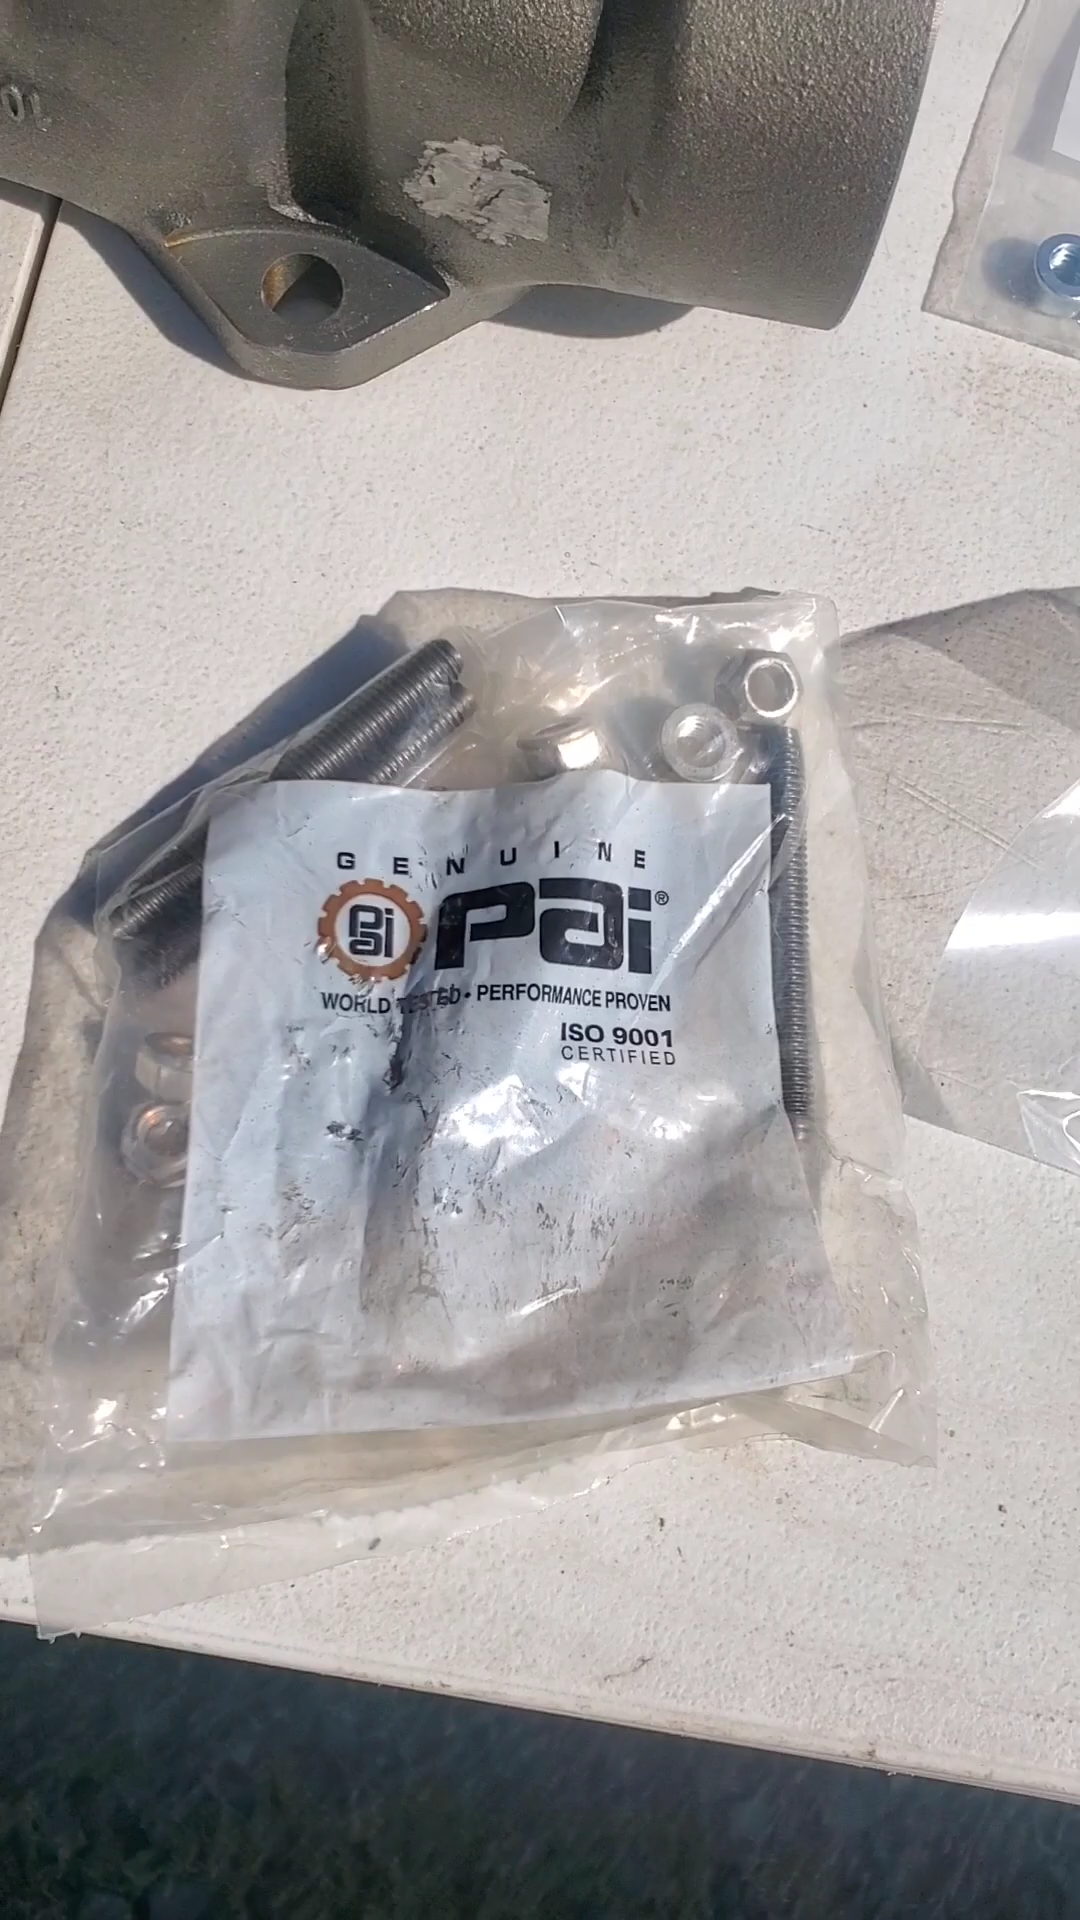 GENUINE
pai®
pai
WORLD TESTED • PERFORMANCE PROVEN
ISO 9001
CERTIFIED